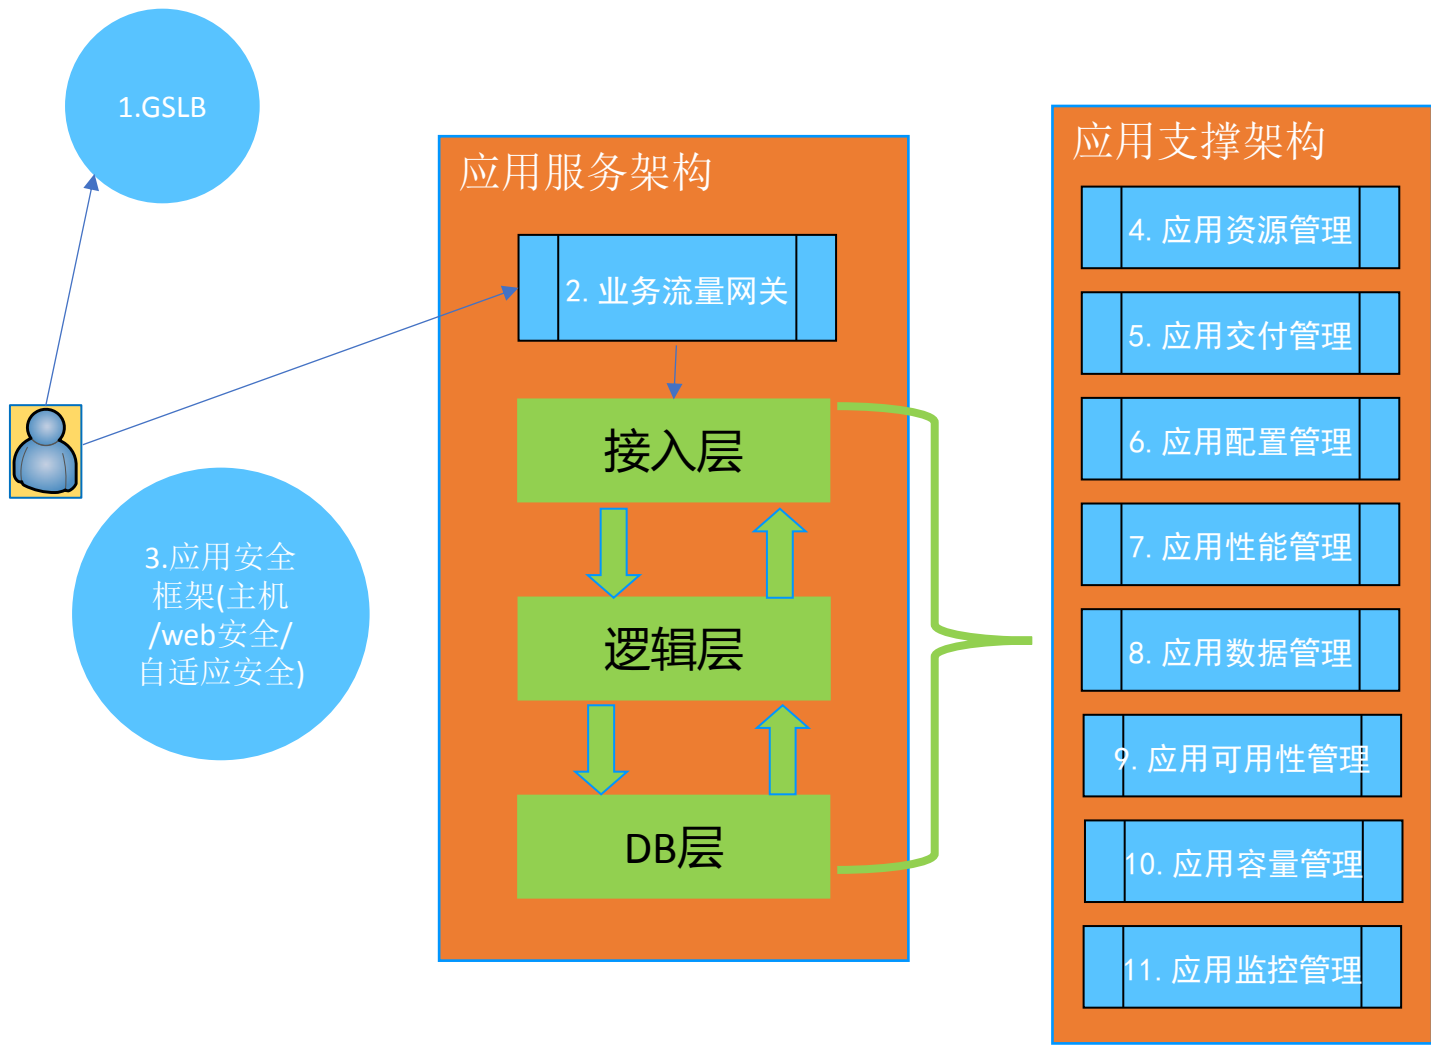 1.GSLB
应用服务架构
2.业务流量网关
接入层
逻辑层
DB层
3.应用安全
框架(主机
/web安全/
自适应安全)
应用支撑架构
4.应用资源管理
5.应用交付管理
6.应用配置管理
7.应用性能管理
8.应用数据管理
9.应用可用性管理
10.应用容量管理
11.应用监控管理